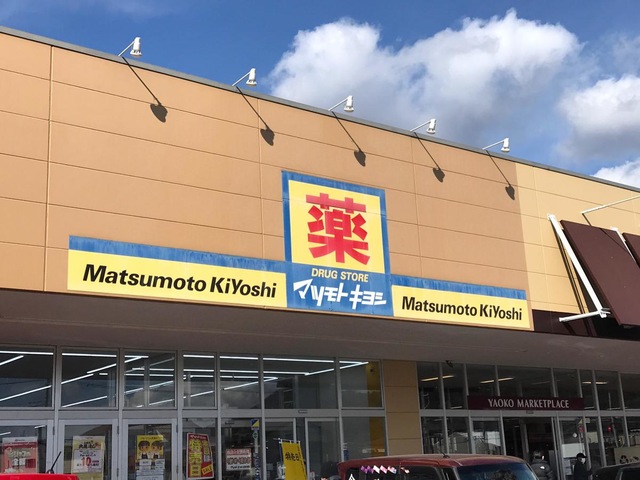 薬
DRUG STORE
マツモトキヨシ
Matsumoto KiYoshi
Matsumoto KiYoshi
YAOKO MARKETPLACE